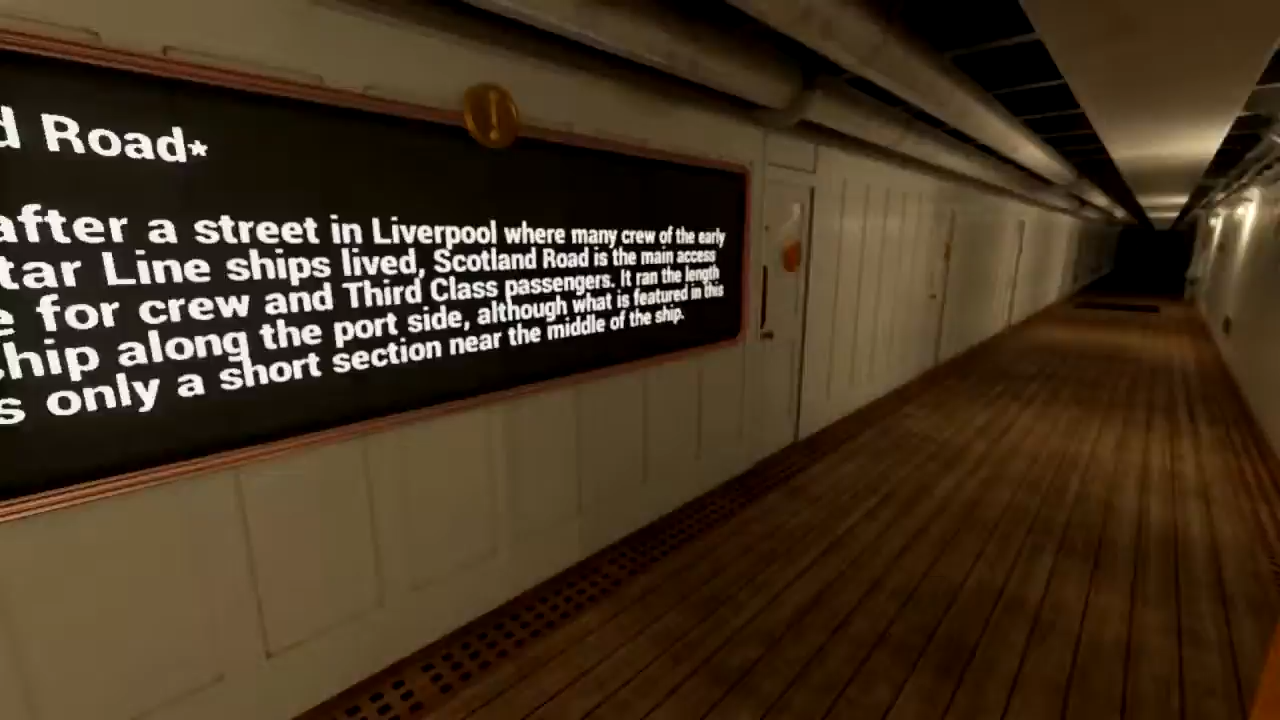 d Road*
after a street in Liverpool where many crew of the early
tar Line ships lived, Scotland Road is the main access
e for crew and Third Class passengers. It ran the length
hip along the port side, although what is featured in this
s only a short section near the middle of the ship.